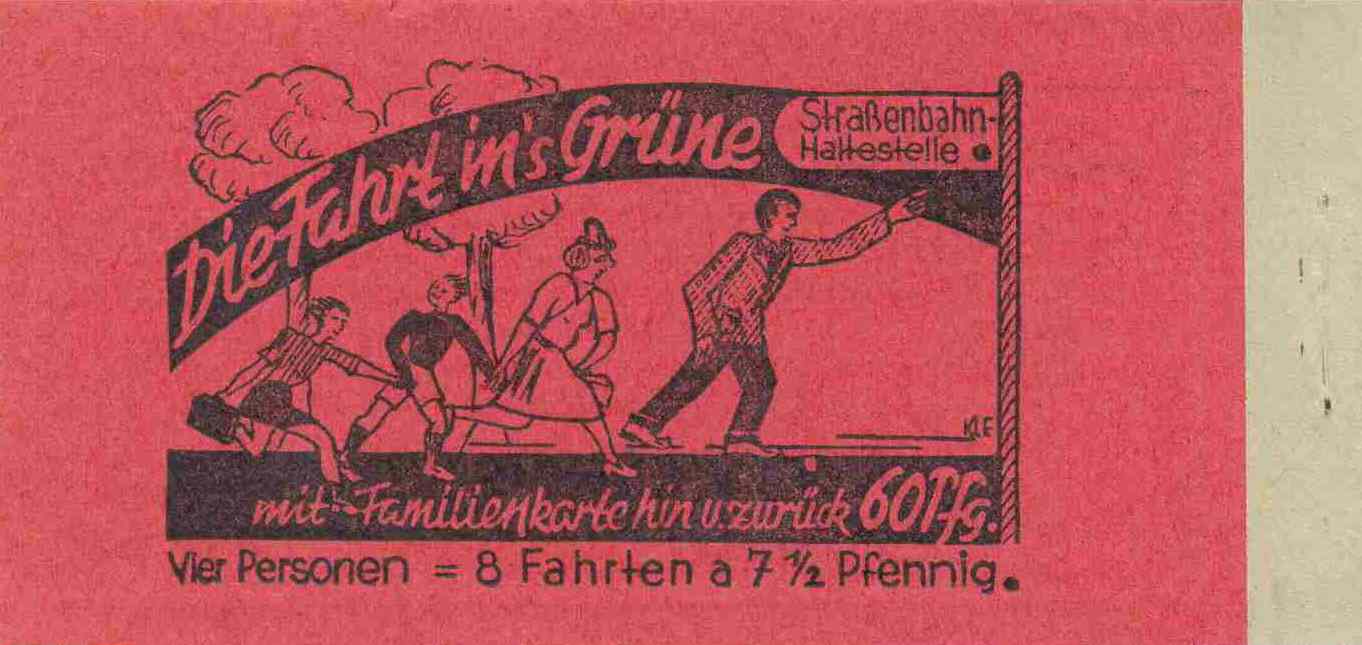 Die Fahrt in's Grüne
Straßenbahn-
Haltestelle.
KLE
mit Familienkarte hin u. zurück 60 Pfg.
Vier Personen = 8 Fahrten a 7 ½ Pfennig.